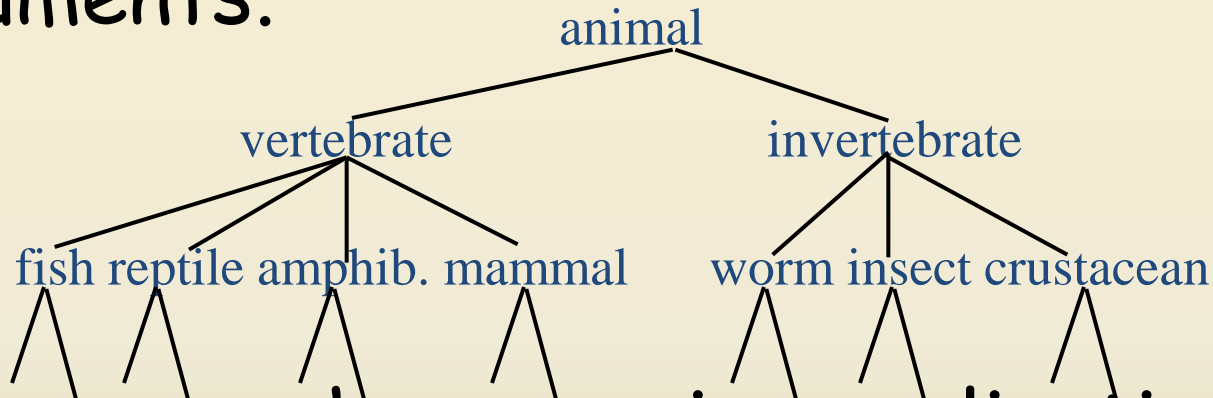 animal
vertebrate invertebrate
fish reptile amphib. mammal worm insect crustacean